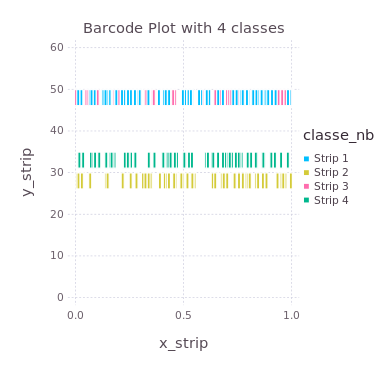 Barcode Plot with 4 classes
60
50
40
30
20
10
0
y_strip
0.0
0.5
1.0
x_strip
classe_nb
Strip 1
Strip 2
Strip 3
Strip 4